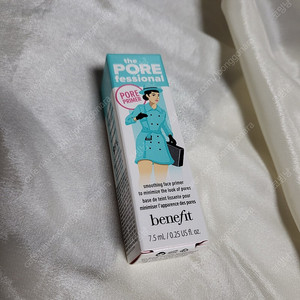 the
PORE
fessional
PORE
PRIMER
smoothing face primer
to minimize the look of pores
base de teint lissante pour
minimiser l'apparence des pores
benefit
7.5 mL / 0.25 US fl. oz.